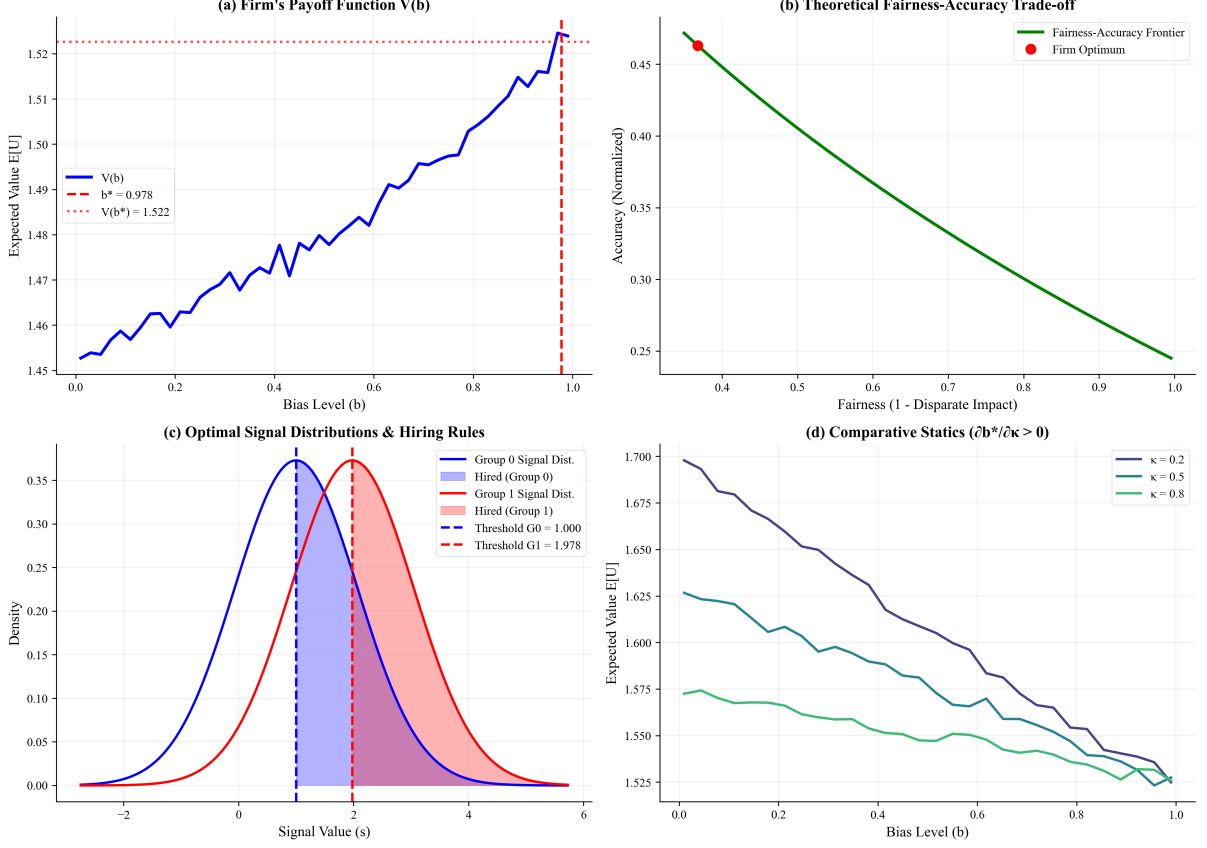 (a) Firm's Payoff Function V(b)
Expected Value E[U]
1.52
1.51
1.50
1.49
1.48
1.47
1.46
1.45
V(b)
b* = 0.978
V(b*) = 1.522
0.0 0.2 0.4 0.6 0.8 1.0
Bias Level (b)
(b) Theoretical Fairness-Accuracy Trade-off
Accuracy (Normalized)
0.45
0.40
0.35
0.30
0.25
Fairness-Accuracy Frontier
Firm Optimum
0.4 0.5 0.6 0.7 0.8 0.9 1.0
Fairness (1 - Disparate Impact)
(c) Optimal Signal Distributions & Hiring Rules
Density
0.35
0.30
0.25
0.20
0.15
0.10
0.05
0.00
Group 0 Signal Dist.
Hired (Group 0)
Group 1 Signal Dist.
Hired (Group 1)
Threshold G0 = 1.000
Threshold G1 = 1.978
−2 0 2 4 6
Signal Value (s)
(d) Comparative Statics (∂b*/∂κ > 0)
Expected Value E[U]
1.700
1.675
1.650
1.625
1.600
1.575
1.550
1.525
κ = 0.2
κ = 0.5
κ = 0.8
0.0 0.2 0.4 0.6 0.8 1.0
Bias Level (b)